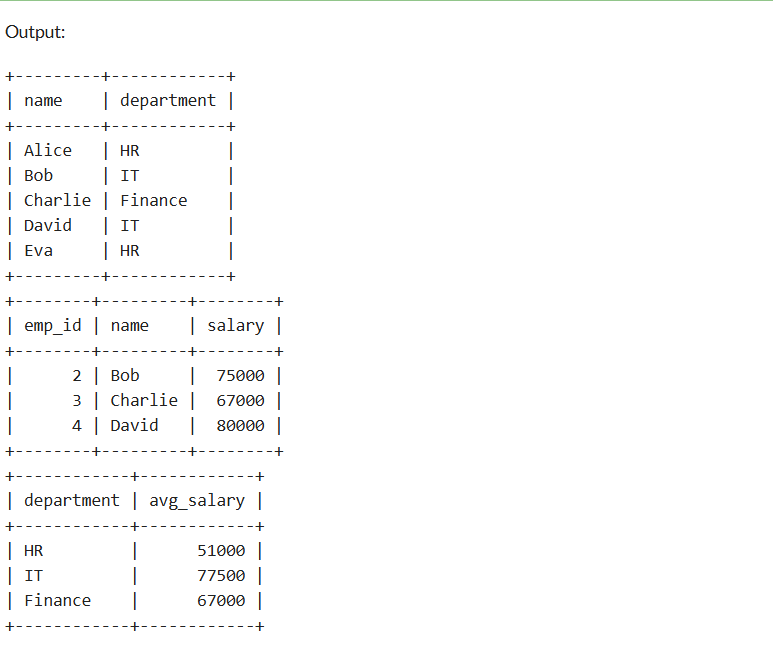 Output:
+---------+------------+
| name    | department |
+---------+------------+
| Alice   | HR         |
| Bob     | IT         |
| Charlie | Finance    |
| David   | IT         |
| Eva     | HR         |
+---------+------------+
+--------+---------+--------+
| emp_id | name    | salary |
+--------+---------+--------+
|      2 | Bob     |  75000 |
|      3 | Charlie |  67000 |
|      4 | David   |  80000 |
+--------+---------+--------+
+------------+------------+
| department | avg_salary |
+------------+------------+
| HR         |      51000 |
| IT         |      77500 |
| Finance    |      67000 |
+------------+------------+